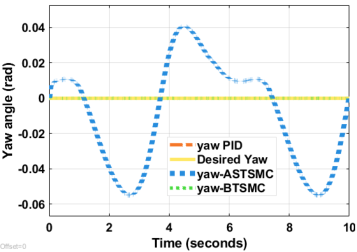 0.04
0.02
0
-0.02
-0.04
-0.06
Yaw angle (rad)
yaw PID
Desired Yaw
yaw-ASTSMC
yaw-BTSMC
0 2 4 6 8 10
Time (seconds)
Offset=0